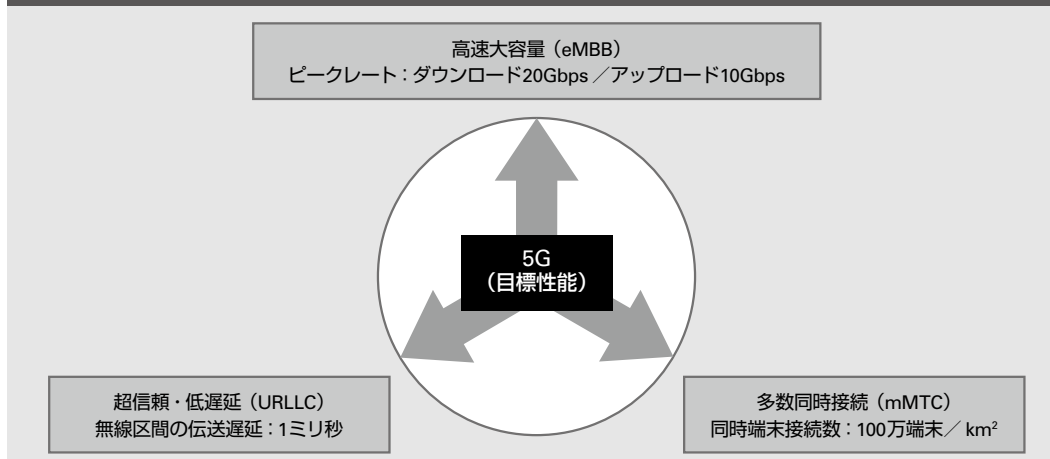 高速大容量（eMBB）
ピークレート：ダウンロード20Gbps／アップロード10Gbps
5G
（目標性能）
超信頼・低遅延（URLLC）
無線区間の伝送遅延：1ミリ秒
多数同時接続（mMTC）
同時端末接続数：100万端末／km²